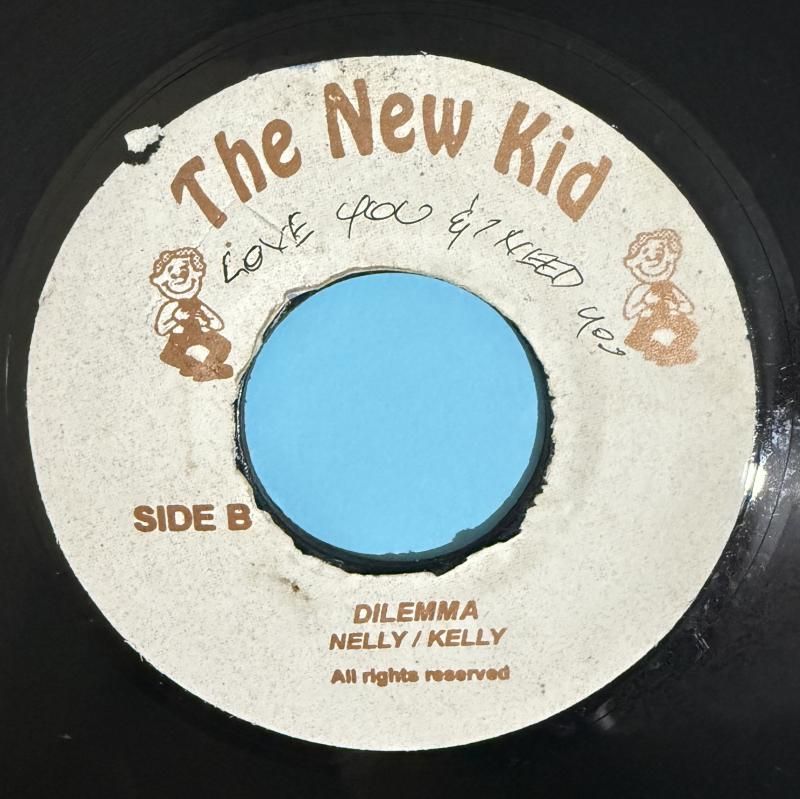 The New Kid
LOVE YOU & I NEED YOU
SIDE B
DILEMMA
NELLY / KELLY
All rights reserved